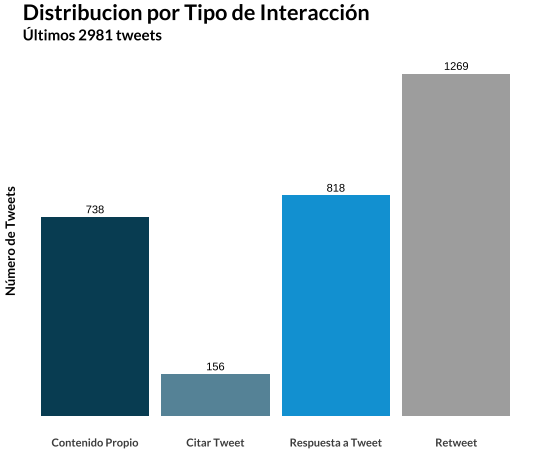 Distribucion por Tipo de Interacción
Últimos 2981 tweets
1269
818
738
156
Número de Tweets
Contenido Propio
Citar Tweet
Respuesta a Tweet
Retweet